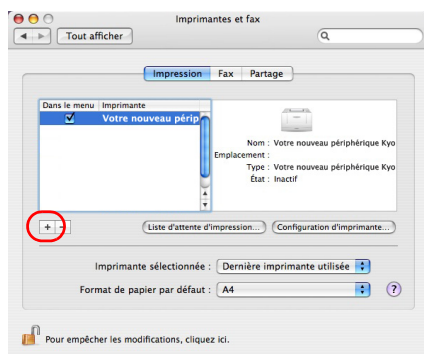 Imprimantes et fax
Tout afficher
Impression Fax Partage
Dans le menu Imprimante
Votre nouveau périp
Nom : Votre nouveau périphérique Kyo
Emplacement :
Type : Votre nouveau périphérique Kyo
État : Inactif
+ -
Liste d'attente d'impression... Configuration d'imprimante...
Imprimante sélectionnée : Dernière imprimante utilisée
Format de papier par défaut : A4 ?
Pour empêcher les modifications, cliquez ici.